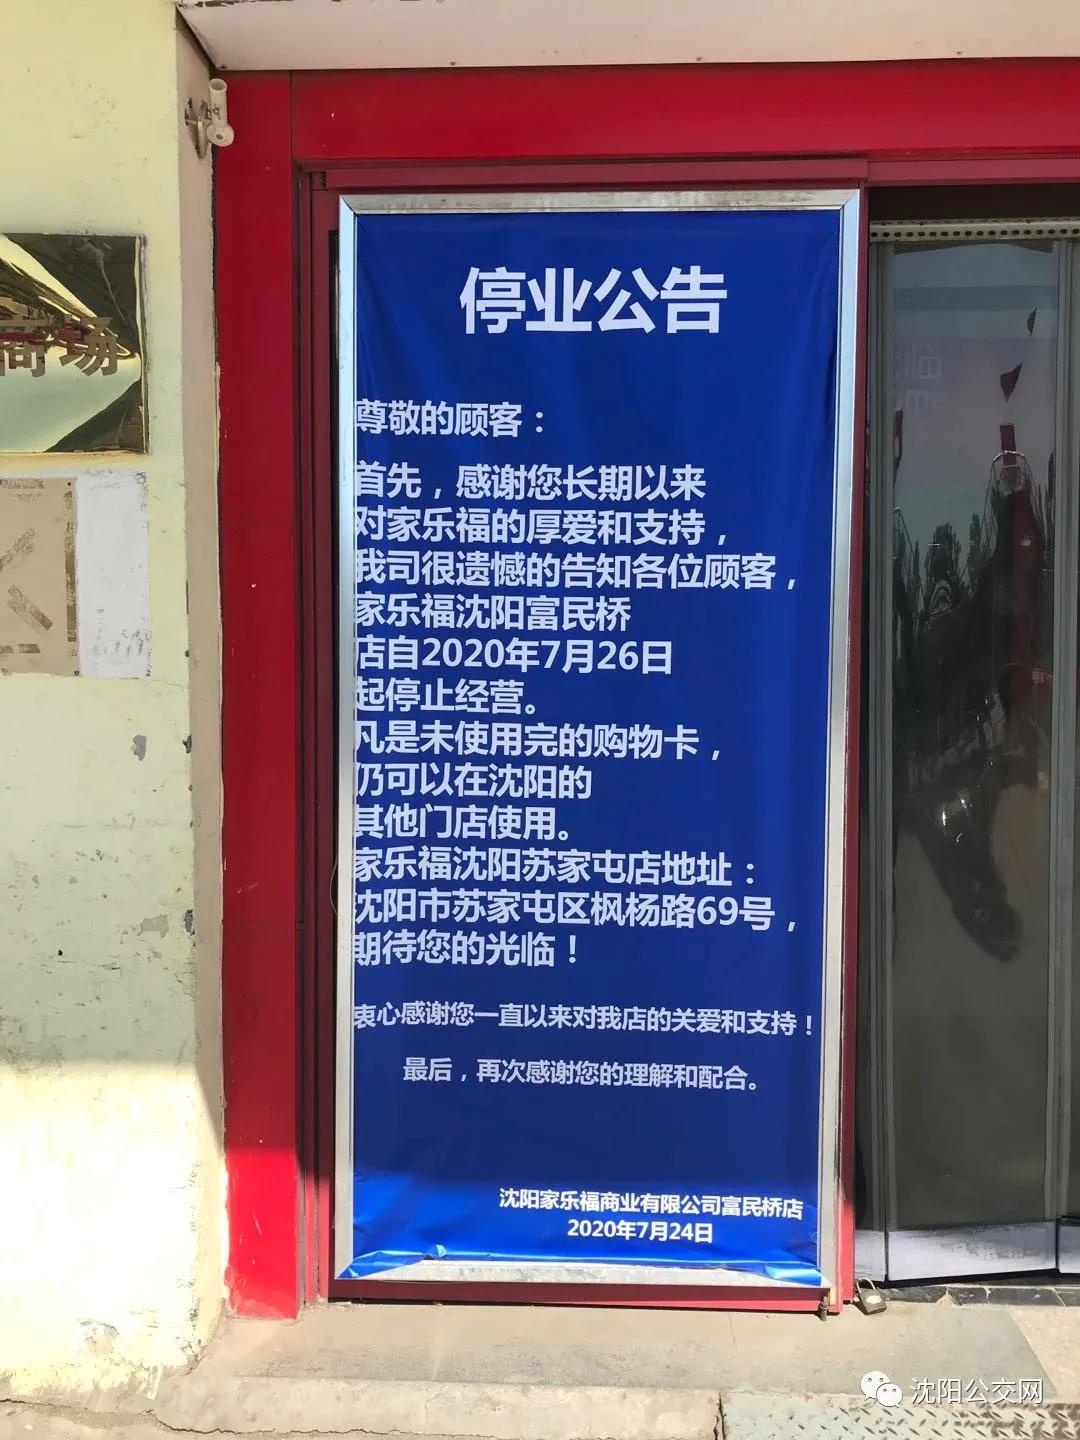 停业公告
尊敬的顾客：
首先，感谢您长期以来
对家乐福的厚爱和支持，
我司很遗憾的告知各位顾客，
家乐福沈阳富民桥
店自2020年7月26日
起停止经营。
凡是未使用完的购物卡，
仍可以在沈阳的
其他门店使用。
家乐福沈阳苏家屯店地址：
沈阳市苏家屯区枫杨路69号，
期待您的光临！
衷心感谢您一直以来对我店的关爱和支持！
最后，再次感谢您的理解和配合。
沈阳家乐福商业有限公司富民桥店
2020年7月24日
商场
沈阳公交网